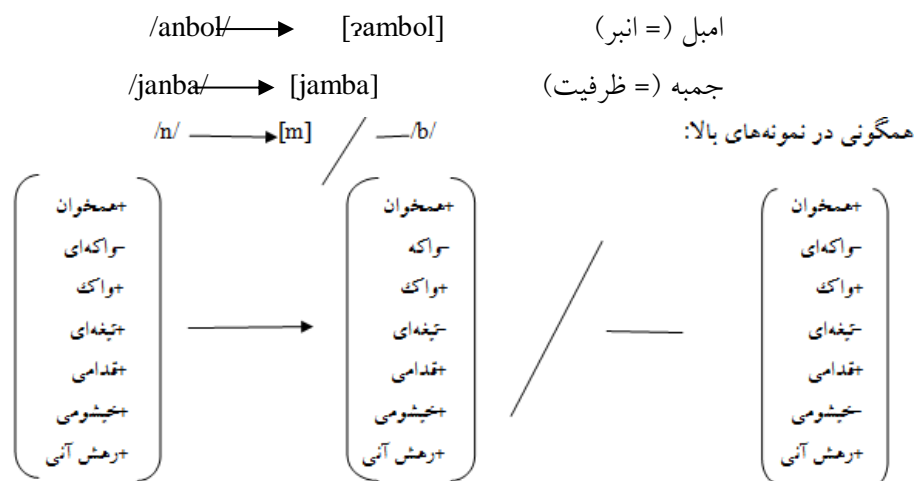 /anbol/ → [ʔambol] امبل (= انبر)
/janba/ → [jamba] جمبه (= ظرفیت)
همگونی در نمونه‌های بالا: /n/ → [m] / —/b/
+همخوان +همخوان +همخوان
-واکه‌ای -واکه -واکه‌ای
+واک +واک +واک
+تیغه‌ای -تیغه‌ای -تیغه‌ای
+قدامی +قدامی +قدامی
+خیشومی +خیشومی -خیشومی
+رهش آنی +رهش آنی +رهش آنی